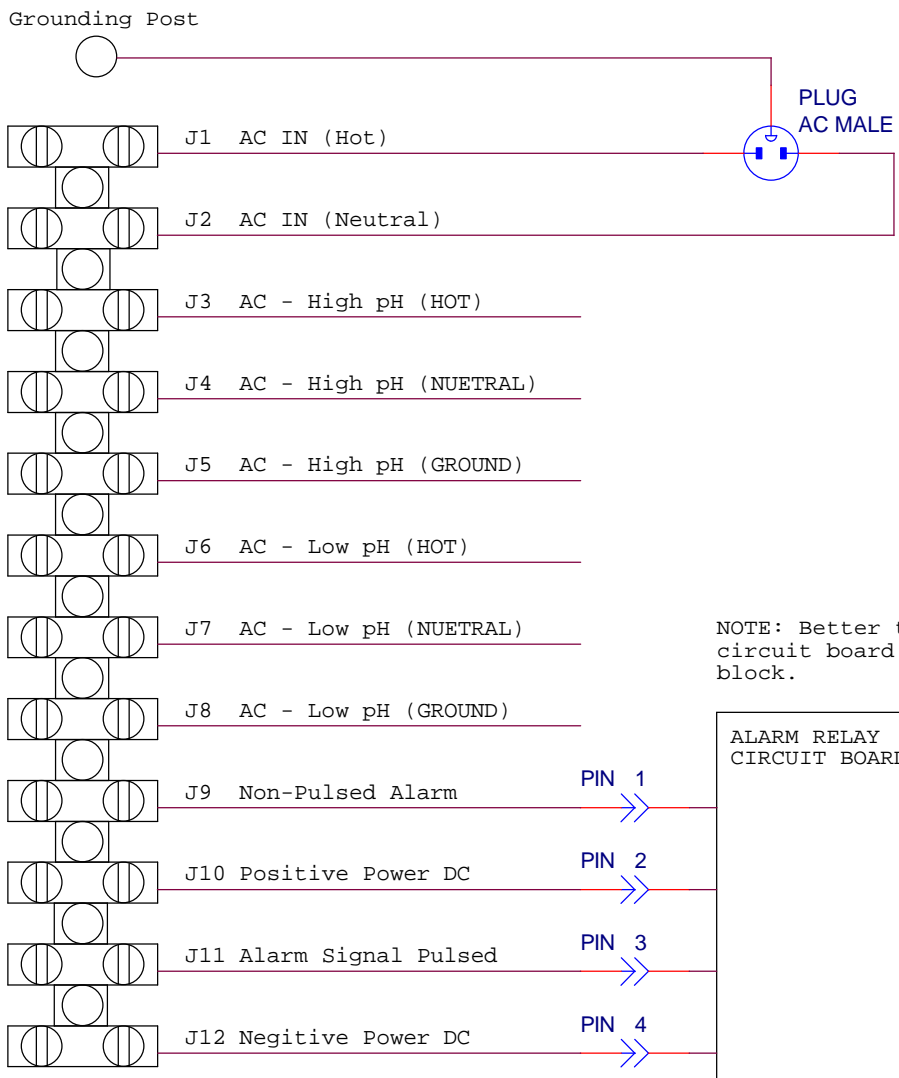 Grounding Post
PLUG
AC MALE
J1 AC IN (Hot)
J2 AC IN (Neutral)
J3 AC - High pH (HOT)
J4 AC - High pH (NUETRAL)
J5 AC - High pH (GROUND)
J6 AC - Low pH (HOT)
J7 AC - Low pH (NUETRAL)
J8 AC - Low pH (GROUND)
NOTE: Better
circuit board
block.
ALARM RELAY
CIRCUIT BOARD
J9 Non-Pulsed Alarm
PIN 1
J10 Positive Power DC
PIN 2
J11 Alarm Signal Pulsed
PIN 3
J12 Negitive Power DC
PIN 4